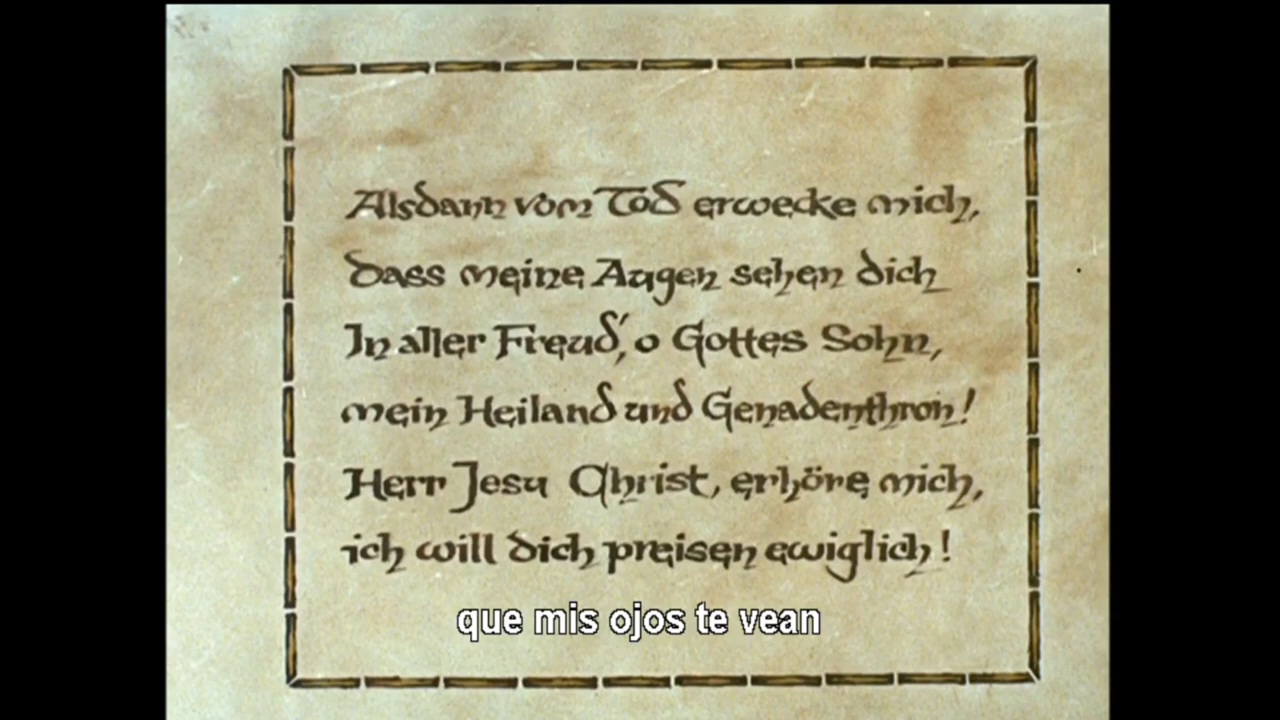 Alsdann vom Tod erwecke mich,
dass meine Augen sehen dich
In aller Freud', o Gottes Sohn,
mein Heiland und Genadenthron!
Herr Jesu Christ, erhöre mich,
ich will dich preisen ewiglich!
que mis ojos te vean